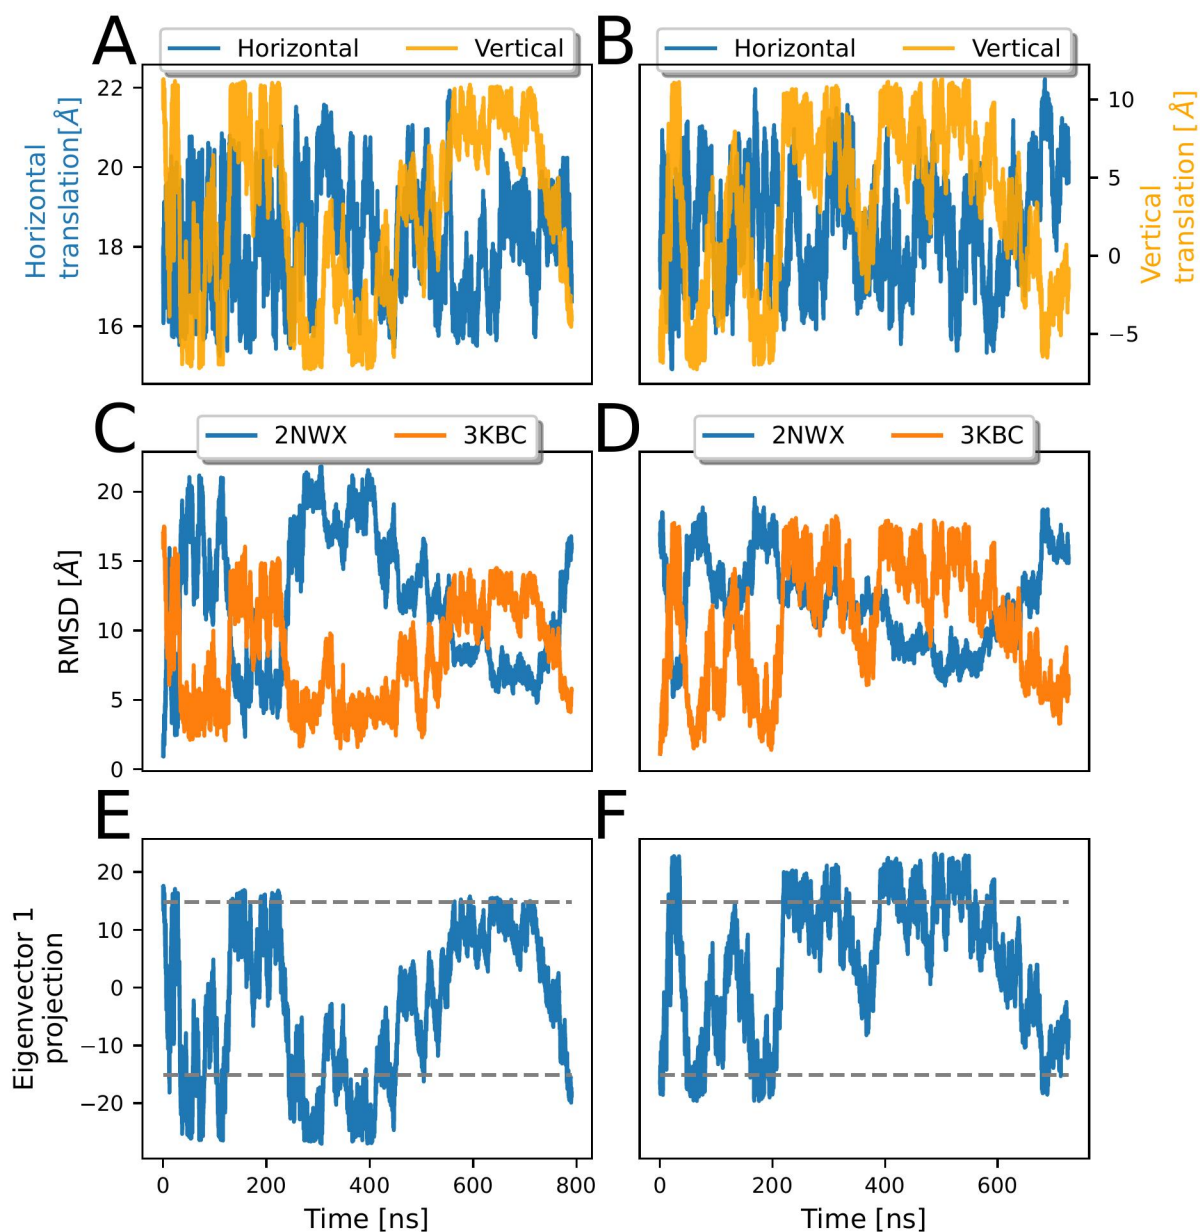 A
Horizontal Vertical
B
Horizontal Vertical
Horizontal
translation[Å]
22
20
18
16
10
5
0
−5
Vertical
translation [Å]
C
2NWX 3KBC
D
2NWX 3KBC
RMSD [Å]
20
15
10
5
0
E
F
Eigenvector 1
projection
20
10
0
−10
−20
0 200 400 600 800
0 200 400 600
Time [ns]
Time [ns]